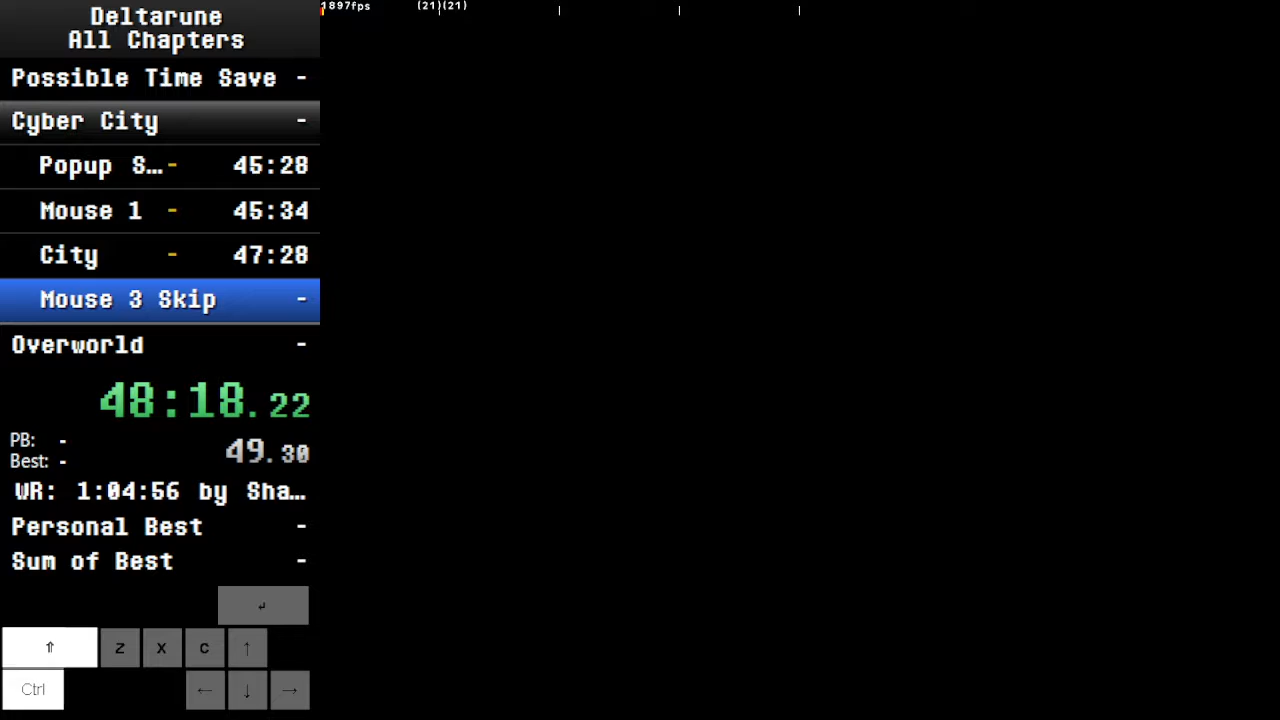 1897fps (21)(21)
Deltarune
All Chapters
Possible Time Save -
Cyber City -
Popup S… - 45:28
Mouse 1 - 45:34
City - 47:28
Mouse 3 Skip -
Overworld -
48:18.22
PB: -
49.30
Best: -
WR: 1:04:56 by Sha…
Personal Best -
Sum of Best -
↵
⇧ Z X C ↑
Ctrl ← ↓ →